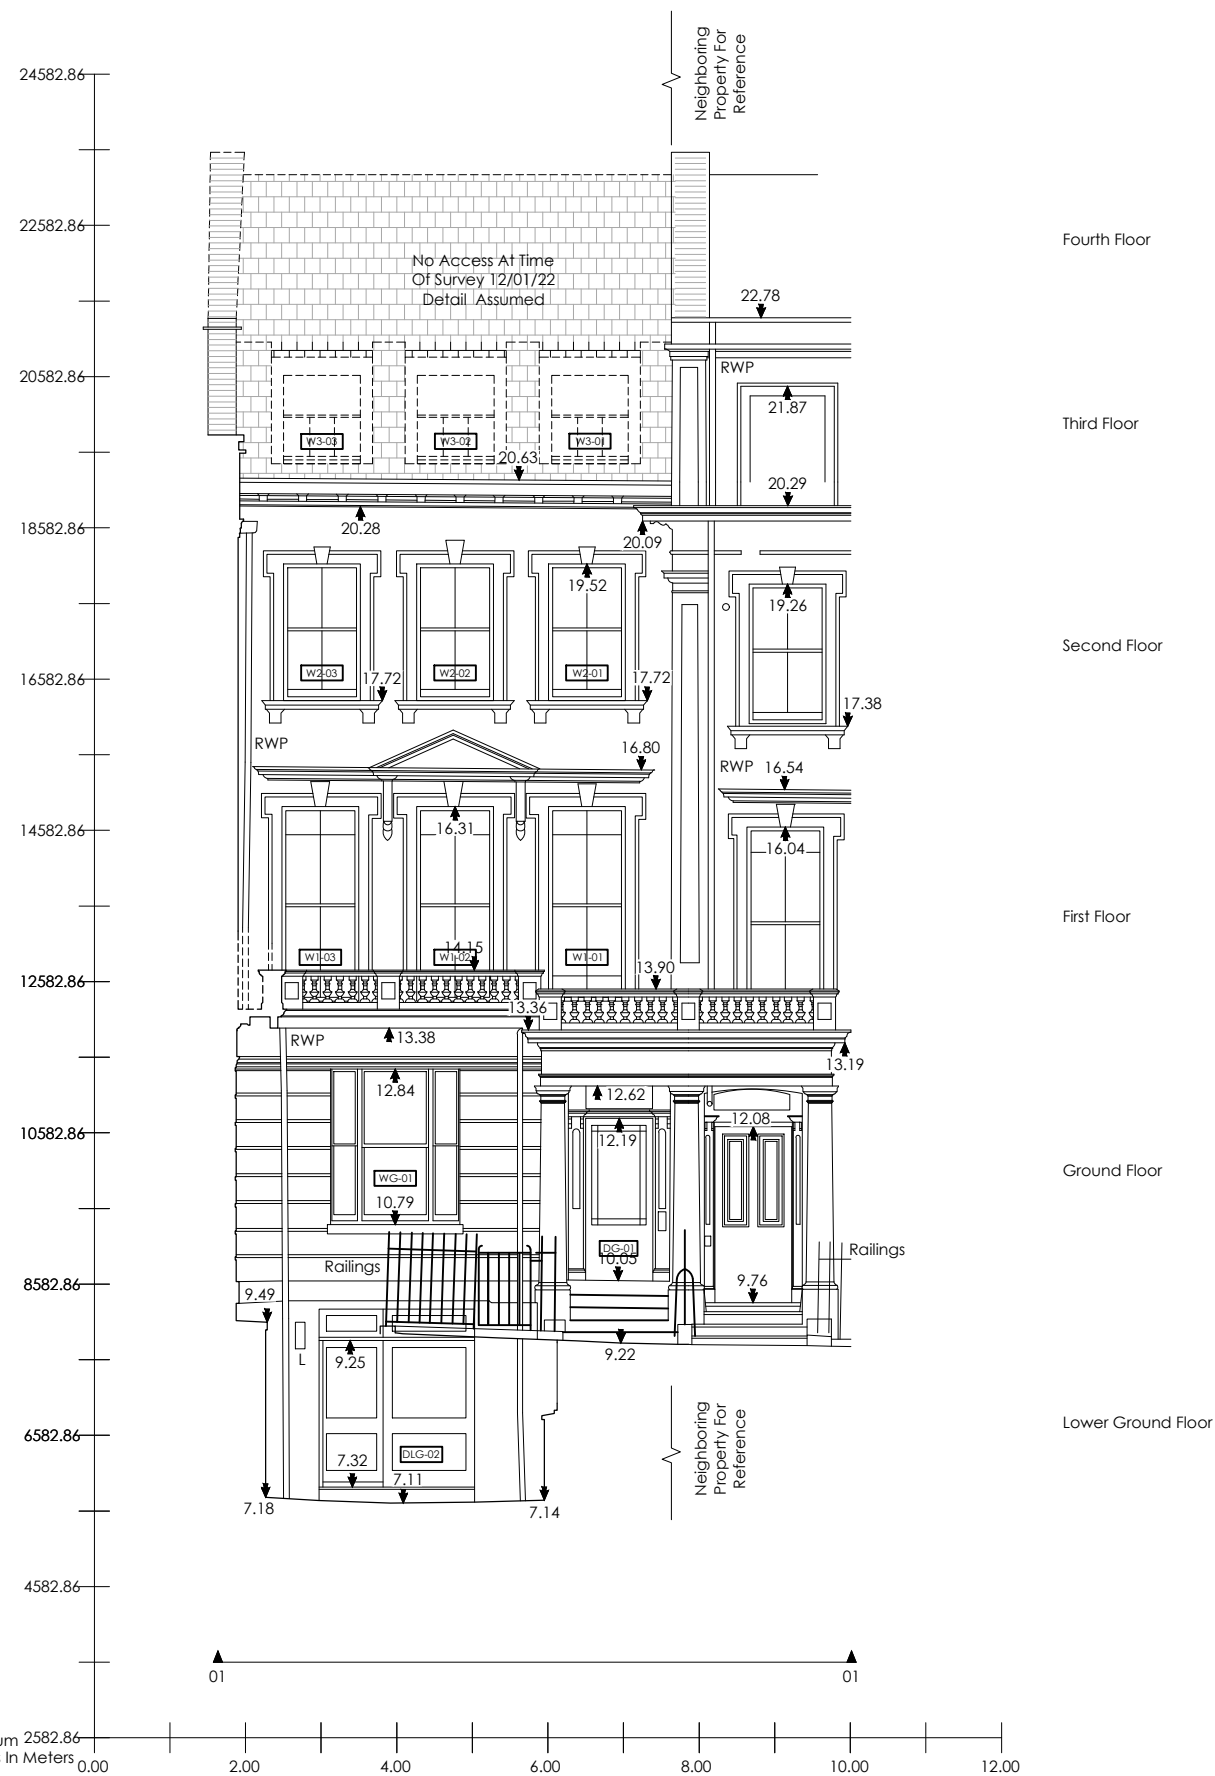 Neighboring
Property For
Reference
24582.86
22582.86
Fourth Floor
No Access At Time
Of Survey 12/01/22
Detail Assumed
22.78
20582.86
RWP
21.87
Third Floor
W3-03
W3-02
W3-01
20.63
20.29
18582.86
20.28
20.09
19.52
19.26
Second Floor
16582.86
W2-03
W2-02
W2-01
17.72
17.72
17.38
RWP
16.80
RWP
16.54
14582.86
16.31
16.04
First Floor
W1-03
W1-02
14.15
W1-01
13.90
12582.86
13.36
RWP
13.38
13.19
12.84
12.62
12.08
10582.86
12.19
Ground Floor
WG-01
10.79
DG-01
10.05
Railings
Railings
8582.86
9.49
9.76
L
9.25
9.22
Neighboring
Property For
Reference
Lower Ground Floor
6582.86
DLG-02
7.32
7.11
7.18
7.14
4582.86
01
01
2582.86
In Meters
0.00
2.00
4.00
6.00
8.00
10.00
12.00